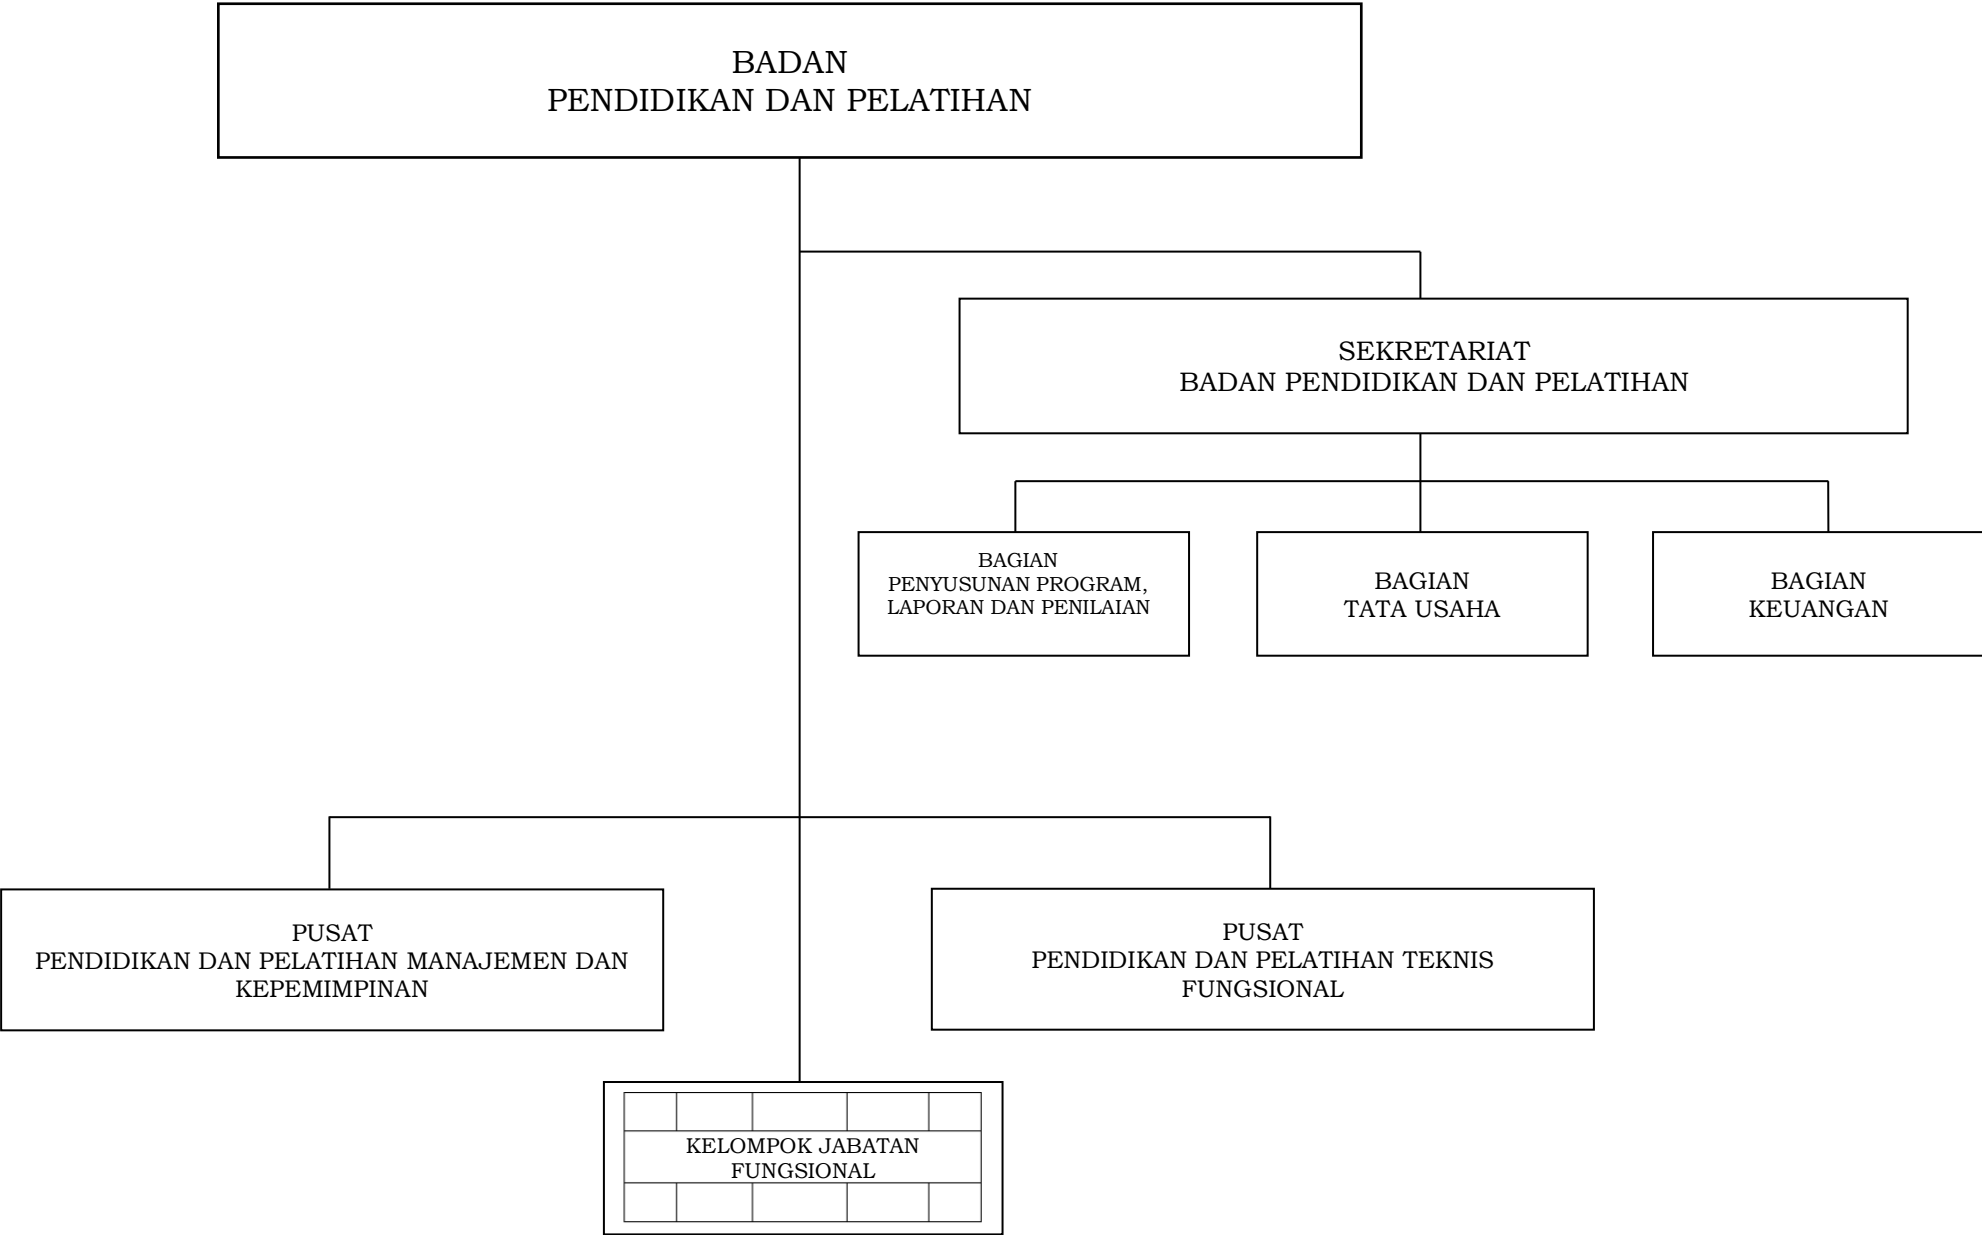 BADAN
PENDIDIKAN DAN PELATIHAN
SEKRETARIAT
BADAN PENDIDIKAN DAN PELATIHAN
BAGIAN
PENYUSUNAN PROGRAM,
LAPORAN DAN PENILAIAN
BAGIAN
TATA USAHA
BAGIAN
KEUANGAN
PUSAT
PENDIDIKAN DAN PELATIHAN MANAJEMEN DAN
KEPEMIMPINAN
PUSAT
PENDIDIKAN DAN PELATIHAN TEKNIS
FUNGSIONAL
KELOMPOK JABATAN
FUNGSIONAL